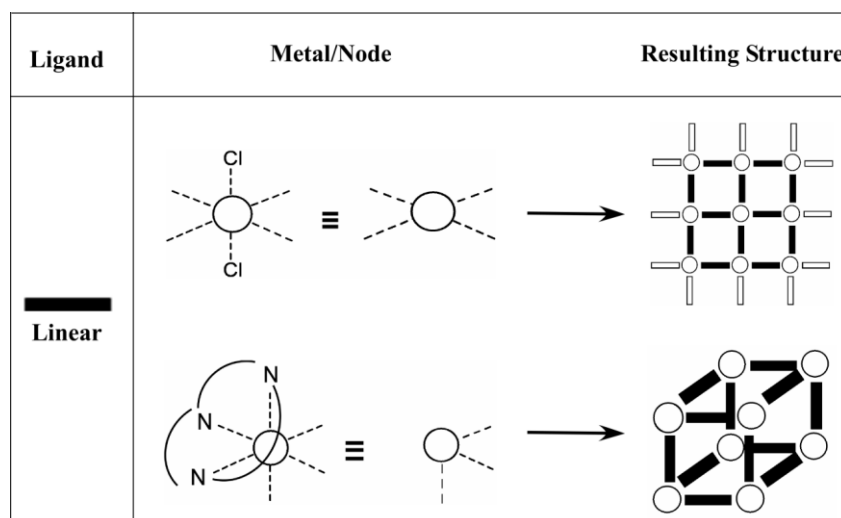 Ligand
Metal/Node
Resulting Structure
Cl
Cl
Linear
N
N
N